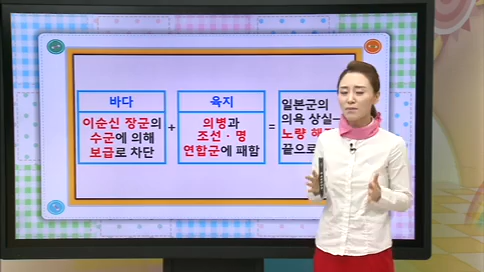 바다
이순신 장군의
수군에 의해
보급로 차단
+
육지
의병과
조선·명
연합군에 패함
=
일본군의
의욕 상실
노량
끝으로